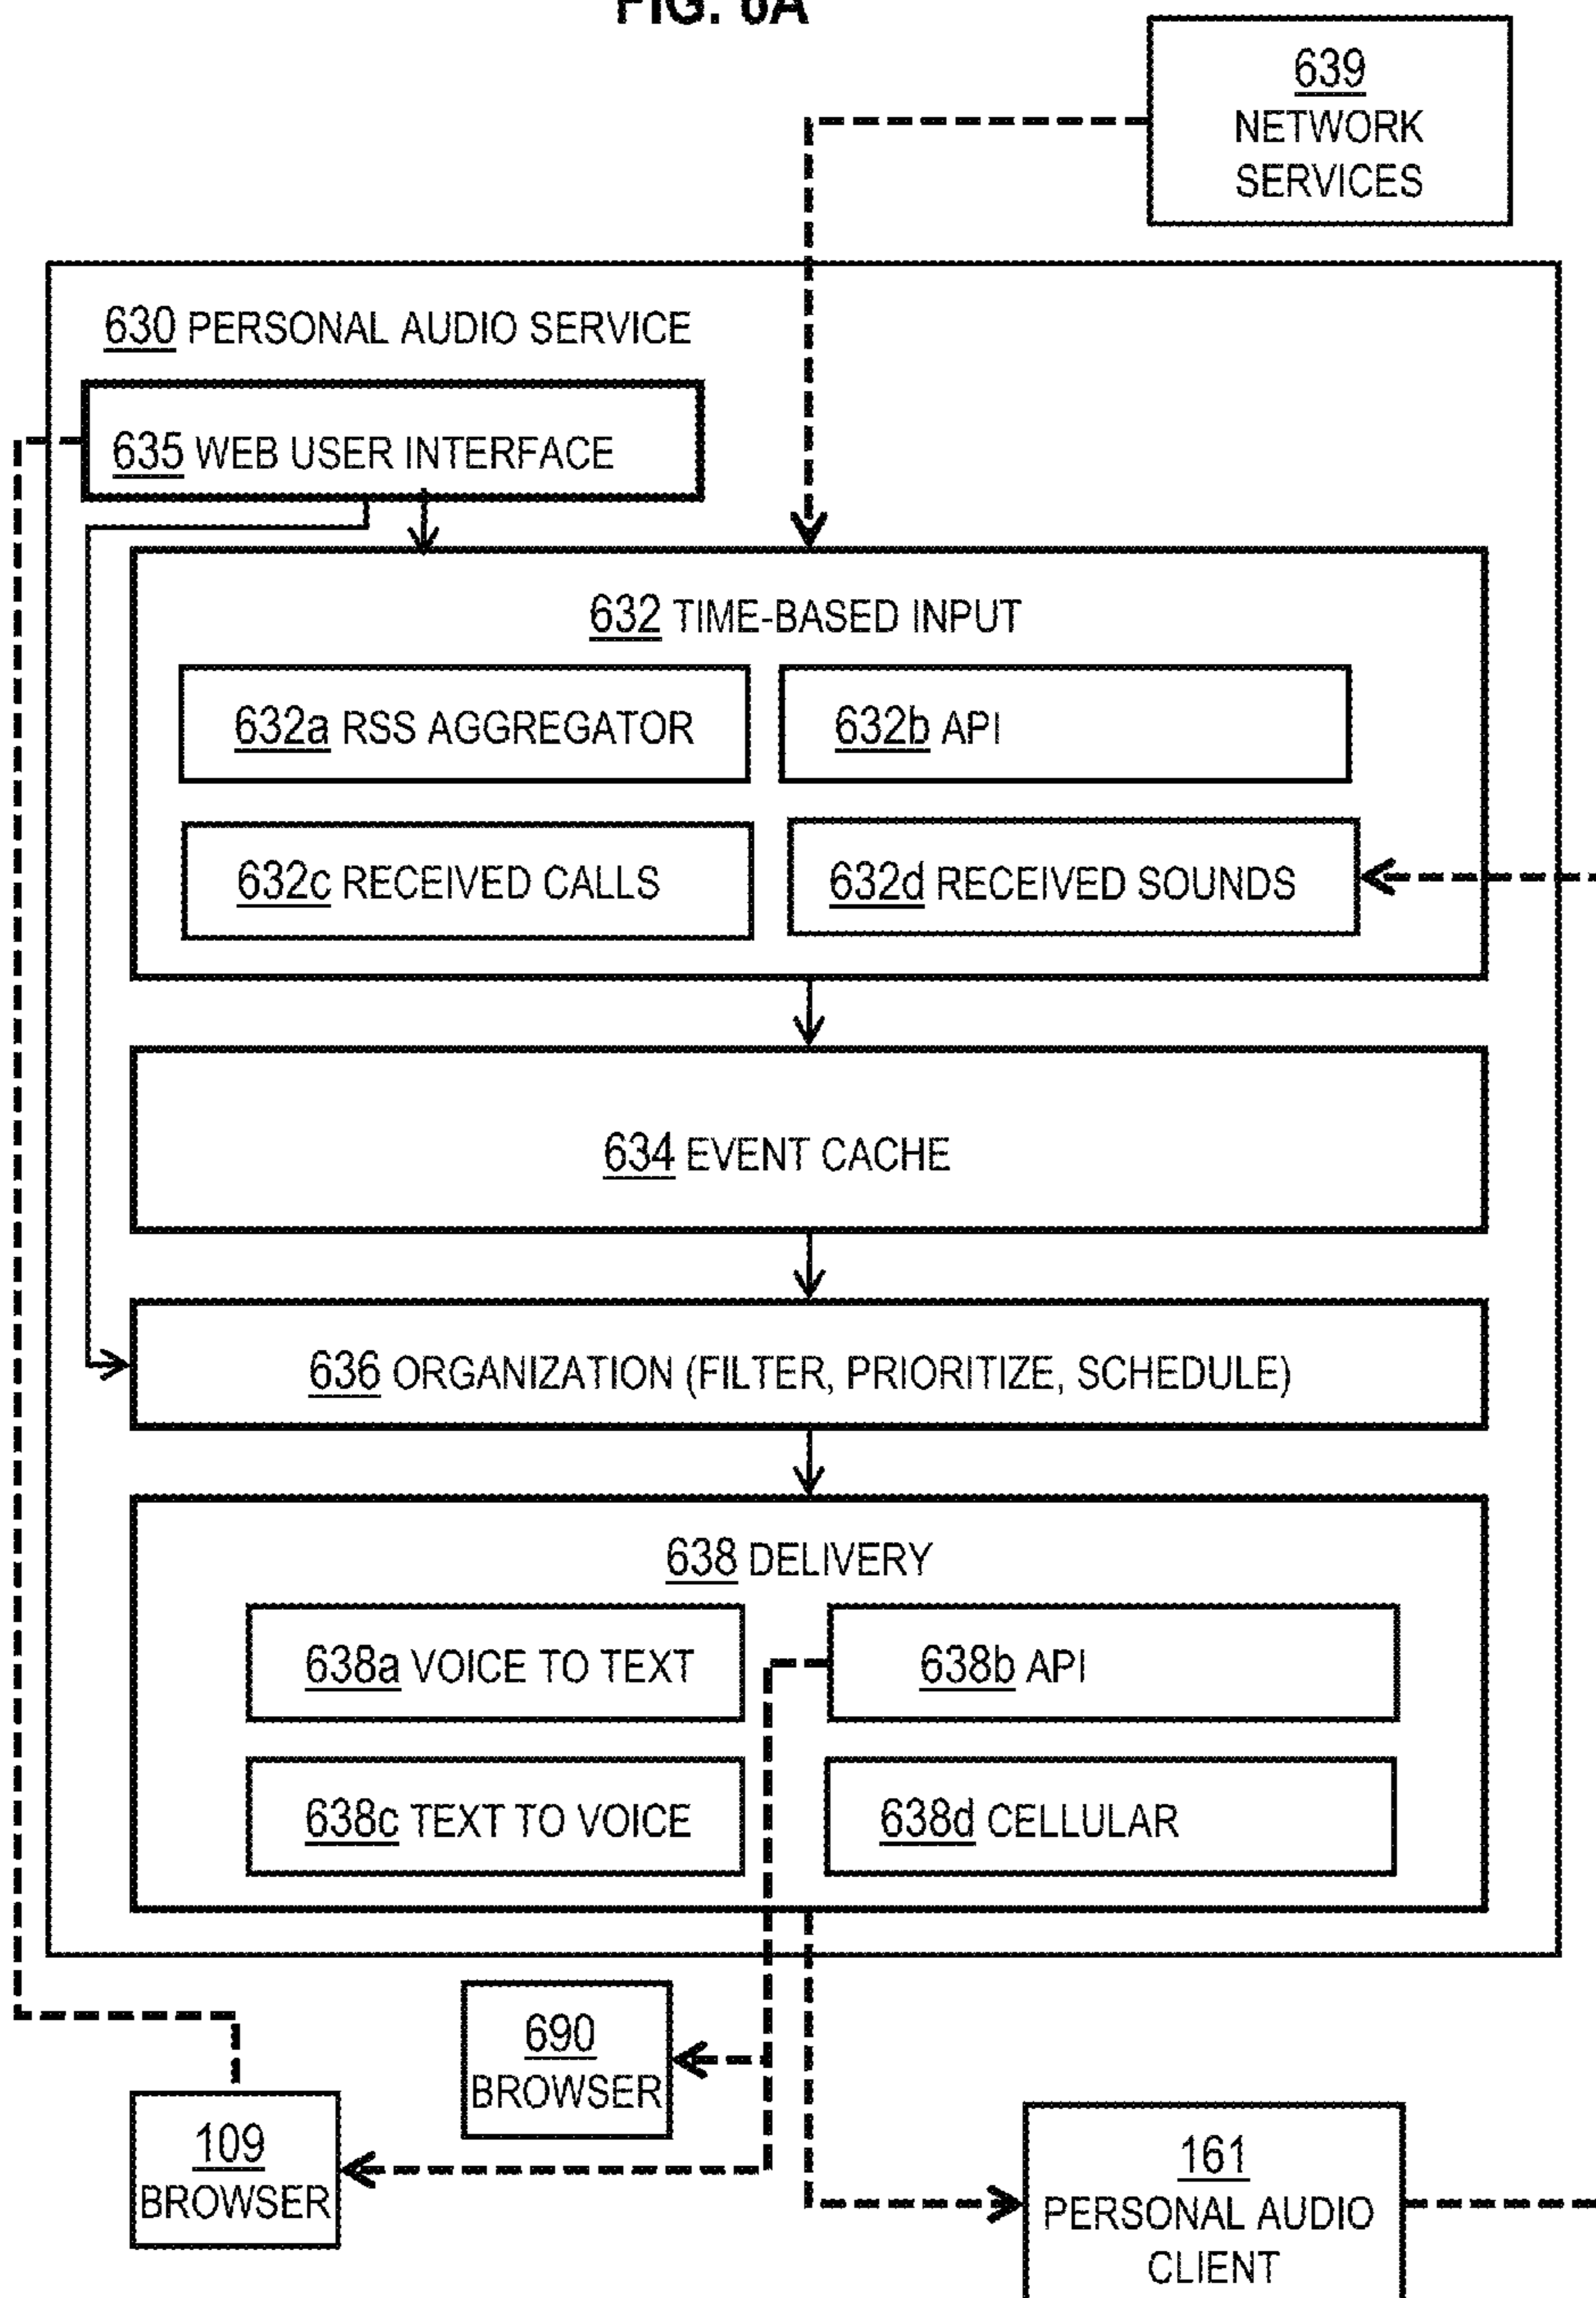 FIG. 6A
639
NETWORK
SERVICES
630 PERSONAL AUDIO SERVICE
635 WEB USER INTERFACE
632 TIME-BASED INPUT
632a RSS AGGREGATOR
632b API
632c RECEIVED CALLS
632d RECEIVED SOUNDS
634 EVENT CACHE
636 ORGANIZATION (FILTER, PRIORITIZE, SCHEDULE)
638 DELIVERY
638a VOICE TO TEXT
638b API
638c TEXT TO VOICE
638d CELLULAR
690
BROWSER
109
BROWSER
161
PERSONAL AUDIO
CLIENT